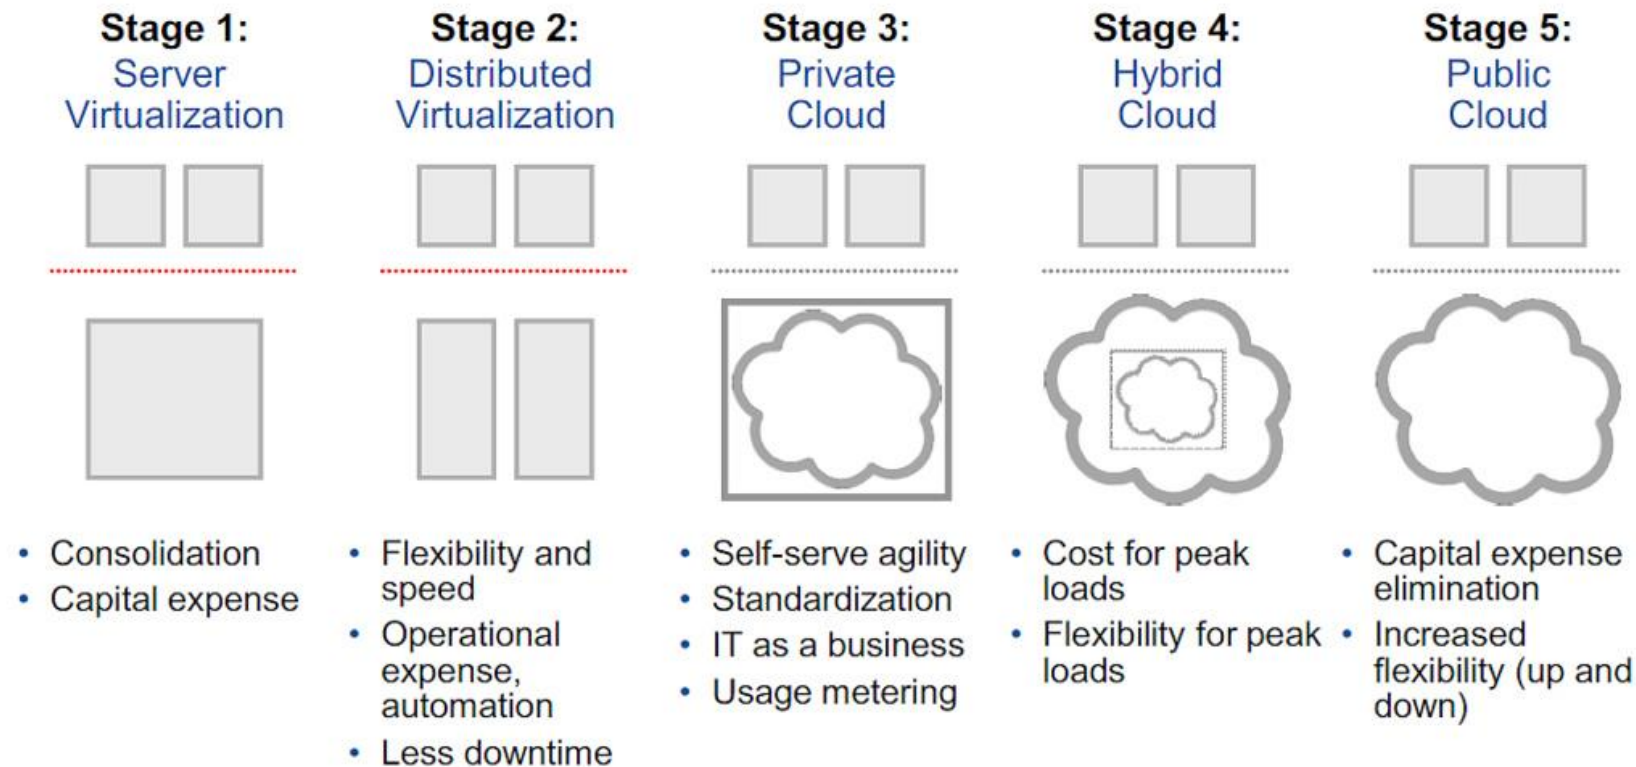 Stage 1:
Server
Virtualization
• Consolidation
• Capital expense
Stage 2:
Distributed
Virtualization
• Flexibility and
speed
• Operational
expense,
automation
• Less downtime
Stage 3:
Private
Cloud
• Self-serve agility
• Standardization
• IT as a business
• Usage metering
Stage 4:
Hybrid
Cloud
• Cost for peak
loads
• Flexibility for peak
loads
Stage 5:
Public
Cloud
• Capital expense
elimination
• Increased
flexibility (up and
down)